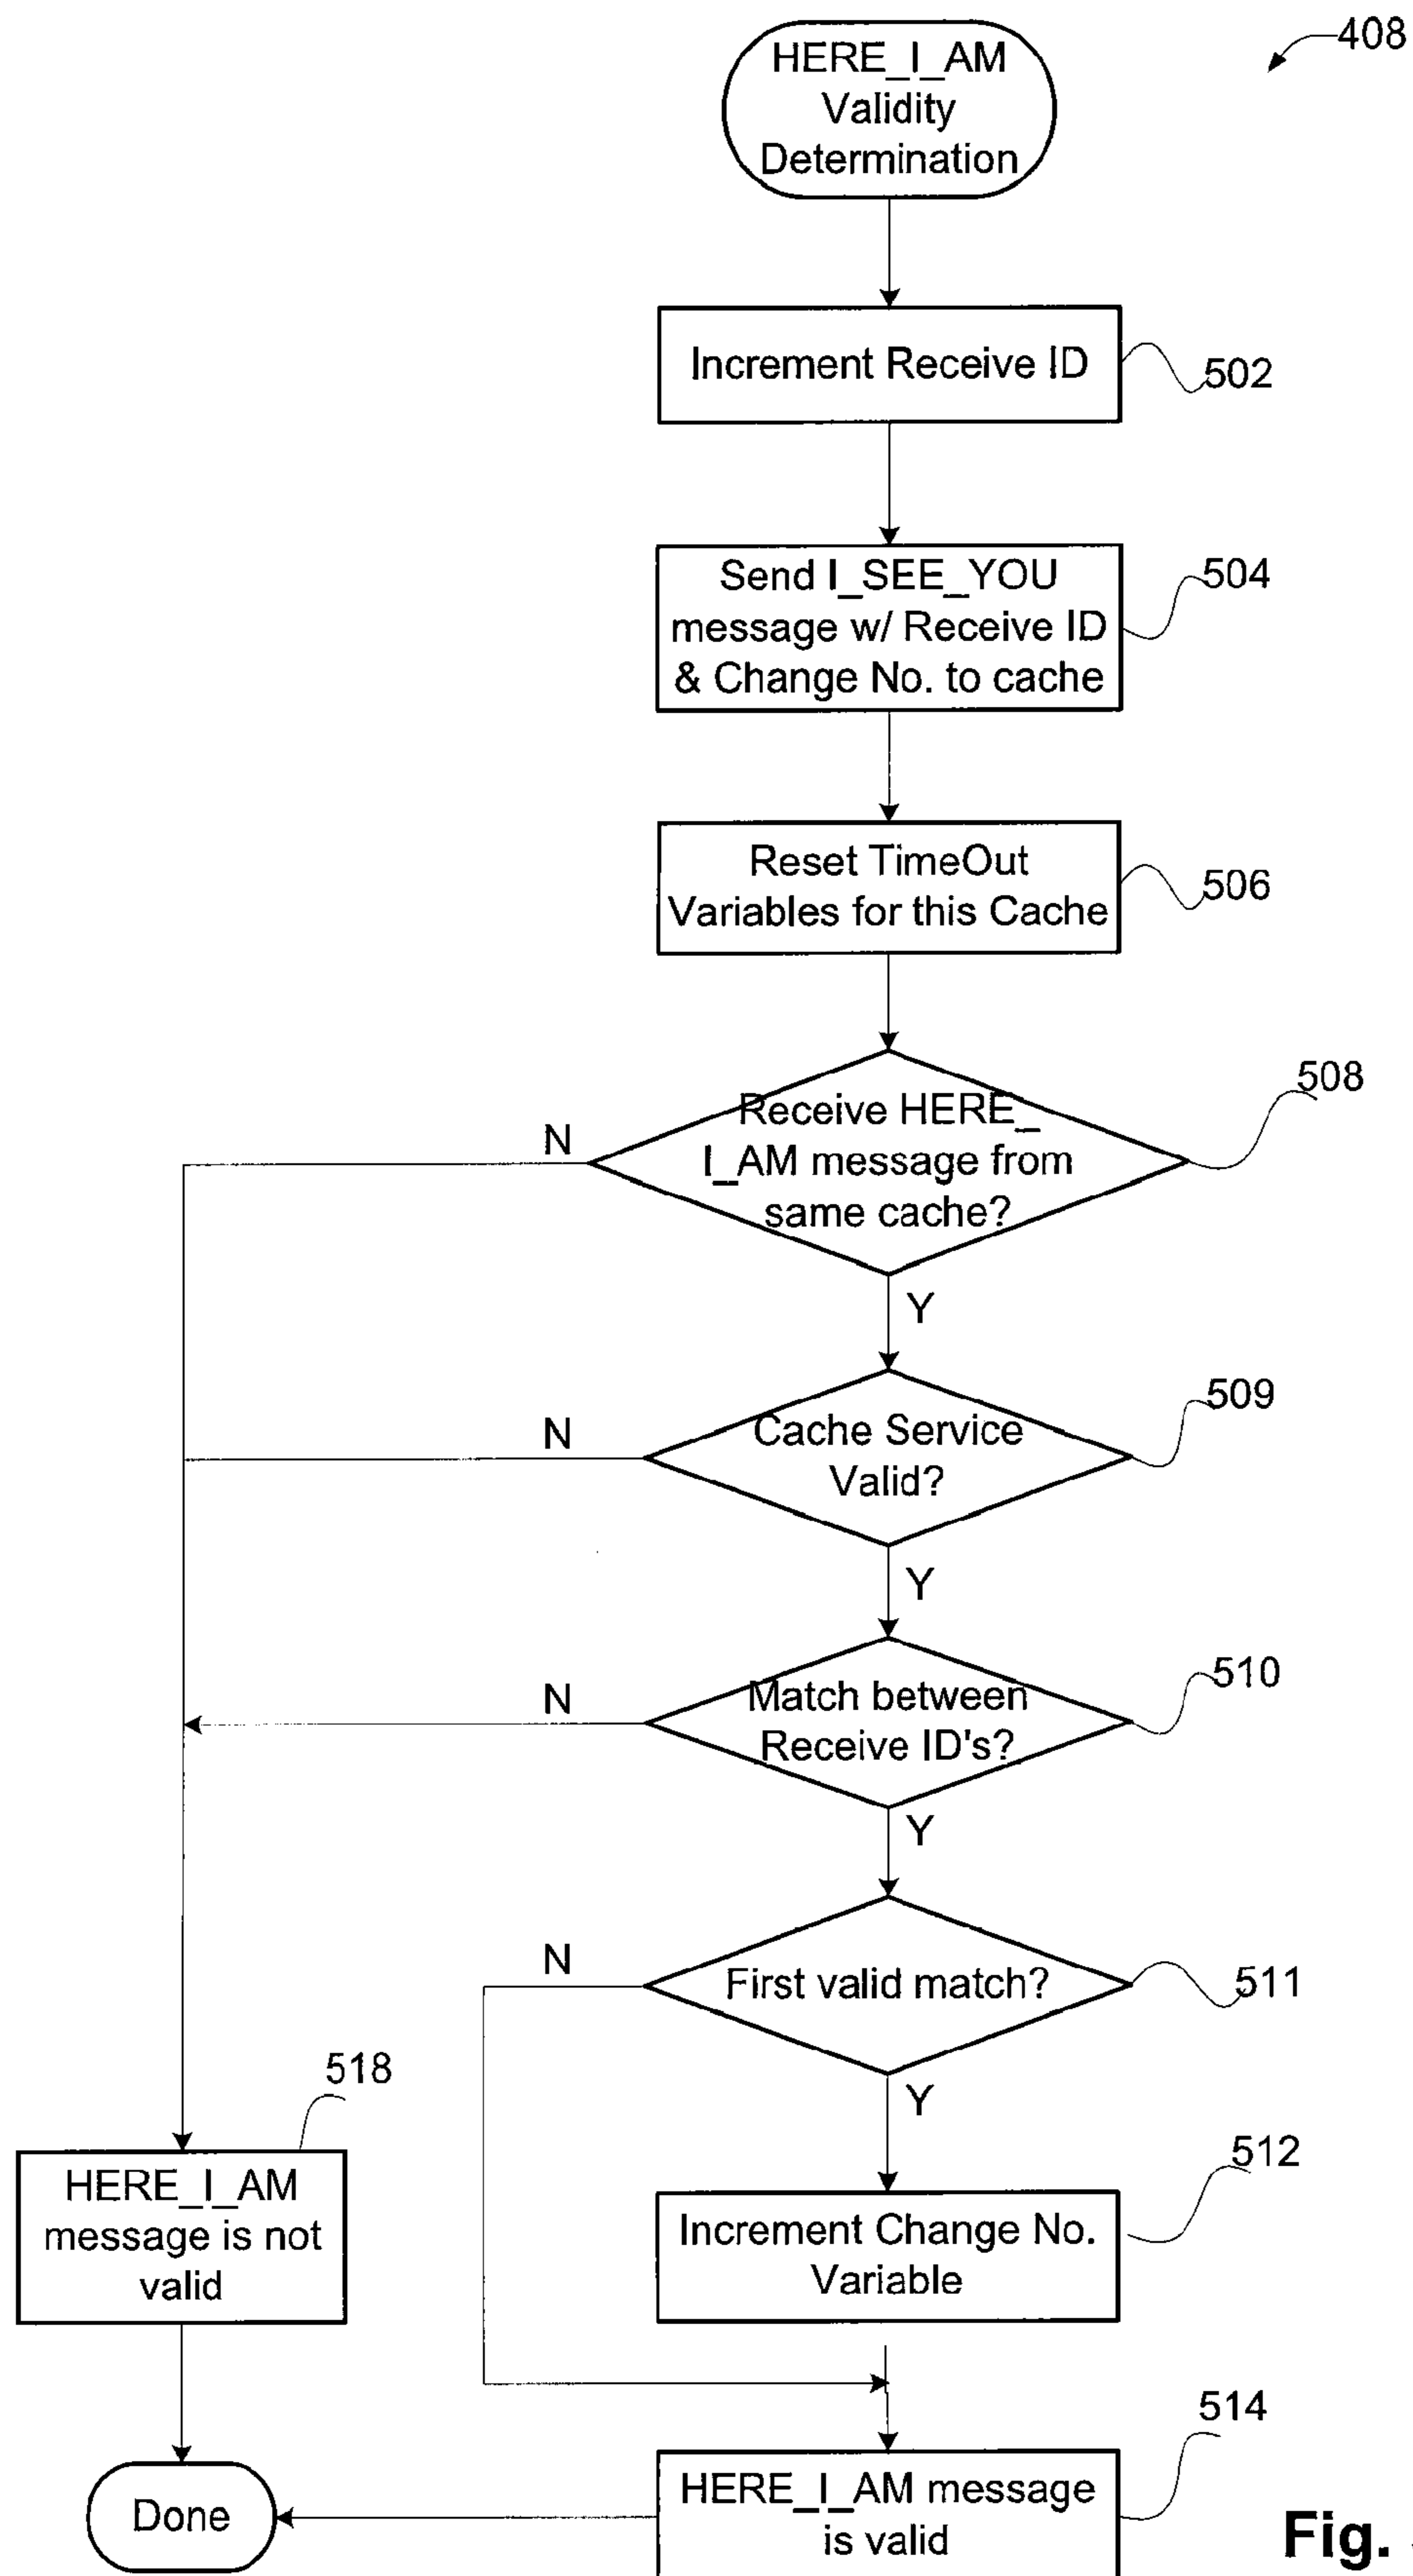 408
HERE_I_AM
Validity
Determination
Increment Receive ID
502
Send I_SEE_YOU
message w/ Receive ID
& Change No. to cache
504
Reset TimeOut
Variables for this Cache
506
Receive HERE_
I_AM message from
same cache?
508
N
Y
Cache Service
Valid?
509
N
Y
Match between
Receive ID's?
510
N
Y
First valid match?
511
N
Y
518
HERE_I_AM
message is not
valid
Increment Change No.
Variable
512
514
HERE_I_AM message
is valid
Done
Fig.